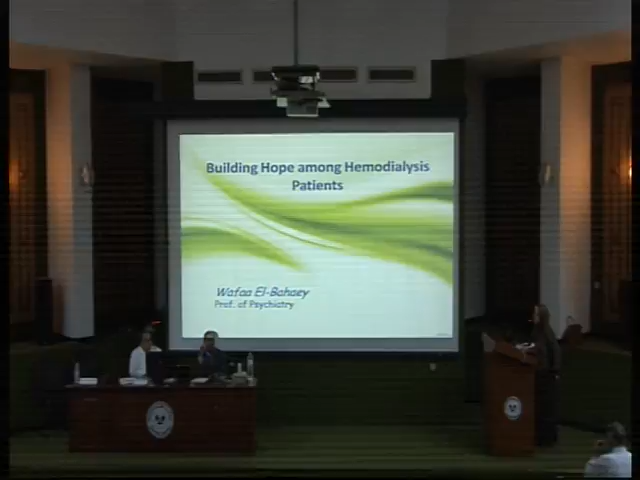 Building Hope among Hemodialysis
Patients
Wafaa El-Bahaey
Prof. of Psychiatry